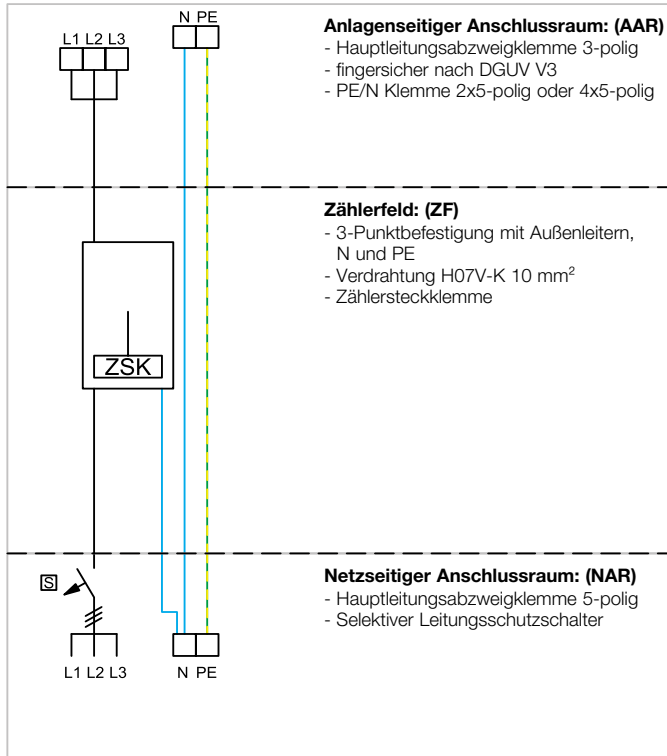 N PE
L1 L2 L3
Anlagenseitiger Anschlussraum: (AAR)
- Hauptleitungsabzweigklemme 3-polig
- fingersicher nach DGUV V3
- PE/N Klemme 2x5-polig oder 4x5-polig
Zählerfeld: (ZF)
- 3-Punktbefestigung mit Außenleitern,
N und PE
- Verdrahtung H07V-K 10 mm²
- Zählersteckklemme
ZSK
Netzseitiger Anschlussraum: (NAR)
- Hauptleitungsabzweigklemme 5-polig
- Selektiver Leitungsschutzschalter
S
L1 L2 L3
N PE